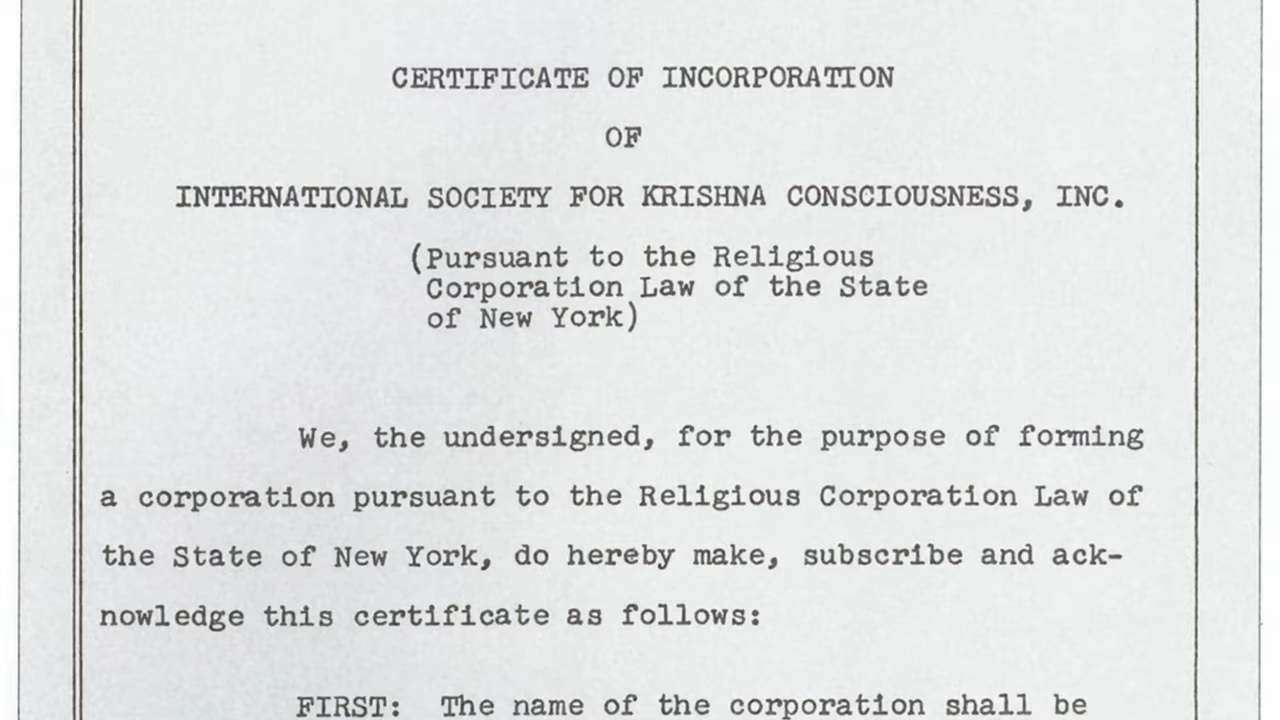 CERTIFICATE OF INCORPORATION
OF
INTERNATIONAL SOCIETY FOR KRISHNA CONSCIOUSNESS, INC.
(Pursuant to the Religious
Corporation Law of the State
of New York)
We, the undersigned, for the purpose of forming
a corporation pursuant to the Religious Corporation Law of
the State of New York, do hereby make, subscribe and ack-
nowledge this certificate as follows:
FIRST: The name of the corporation shall be